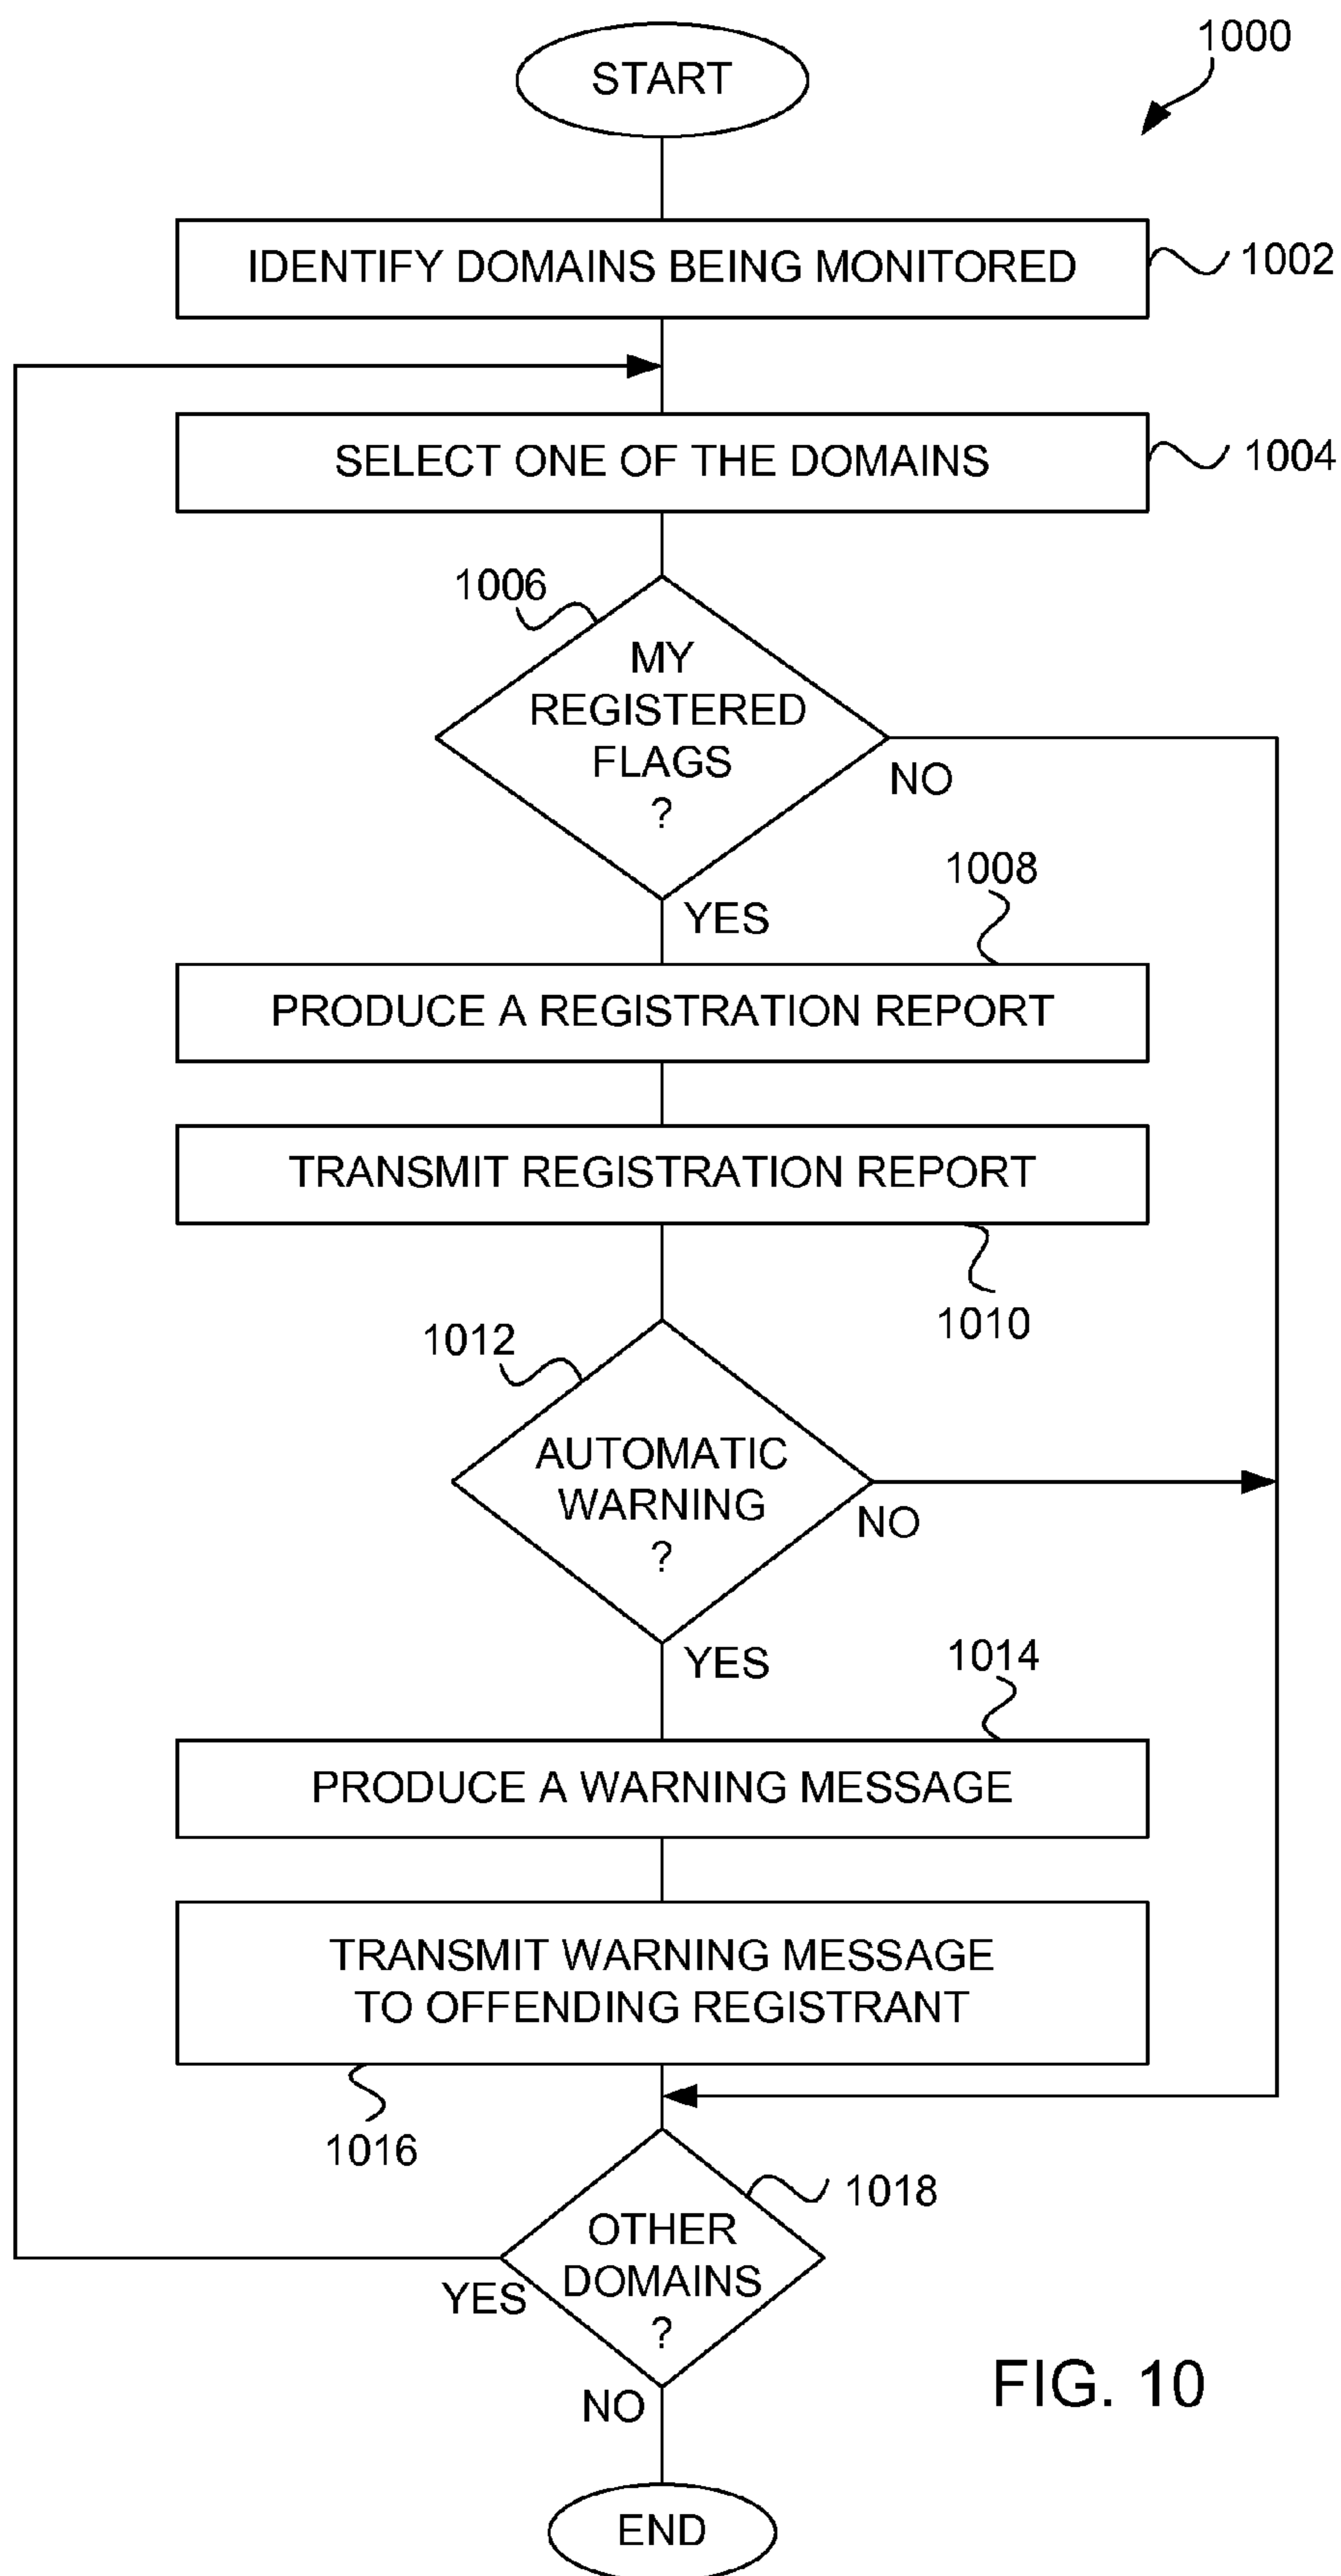 START
1000
IDENTIFY DOMAINS BEING MONITORED
1002
SELECT ONE OF THE DOMAINS
1004
1006
MY
REGISTERED
FLAGS
?
NO
YES
1008
PRODUCE A REGISTRATION REPORT
TRANSMIT REGISTRATION REPORT
1010
1012
AUTOMATIC
WARNING
?
NO
YES
1014
PRODUCE A WARNING MESSAGE
TRANSMIT WARNING MESSAGE
TO OFFENDING REGISTRANT
1016
1018
OTHER
DOMAINS
?
YES
NO
FIG. 10
END